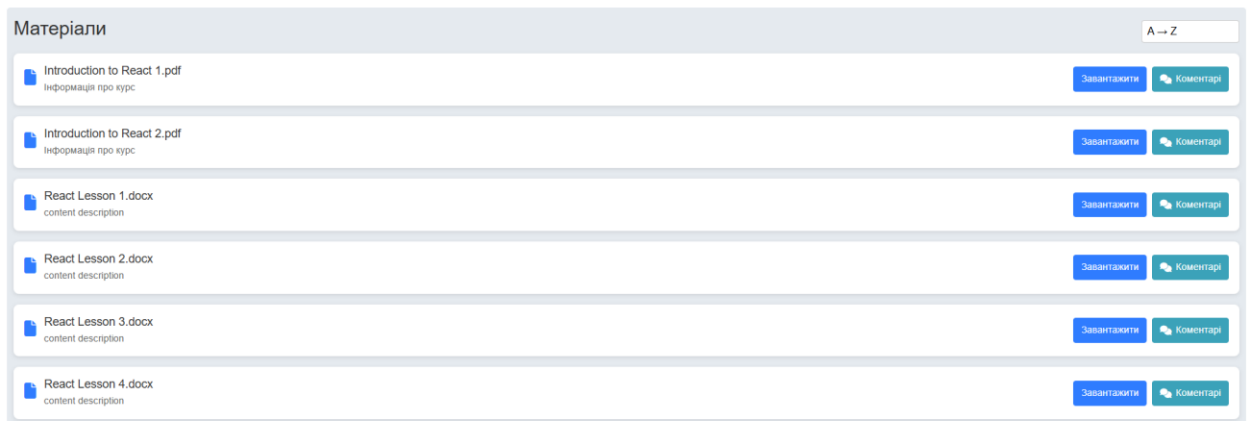 Матеріали
A → Z
Introduction to React 1.pdf
Інформація про курс
Завантажити
Коментарі
Introduction to React 2.pdf
Інформація про курс
Завантажити
Коментарі
React Lesson 1.docx
content description
Завантажити
Коментарі
React Lesson 2.docx
content description
Завантажити
Коментарі
React Lesson 3.docx
content description
Завантажити
Коментарі
React Lesson 4.docx
content description
Завантажити
Коментарі